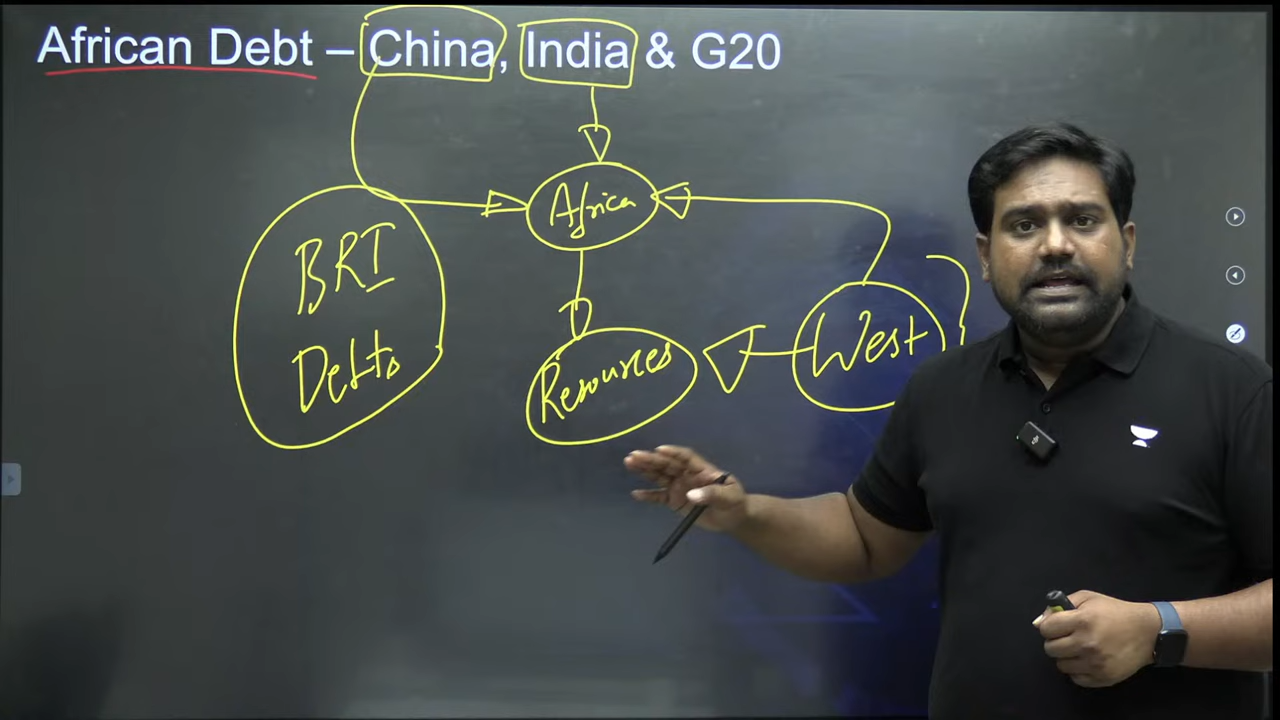 African Debt – China, India & G20
Africa
BRI
Debts
Resources
West